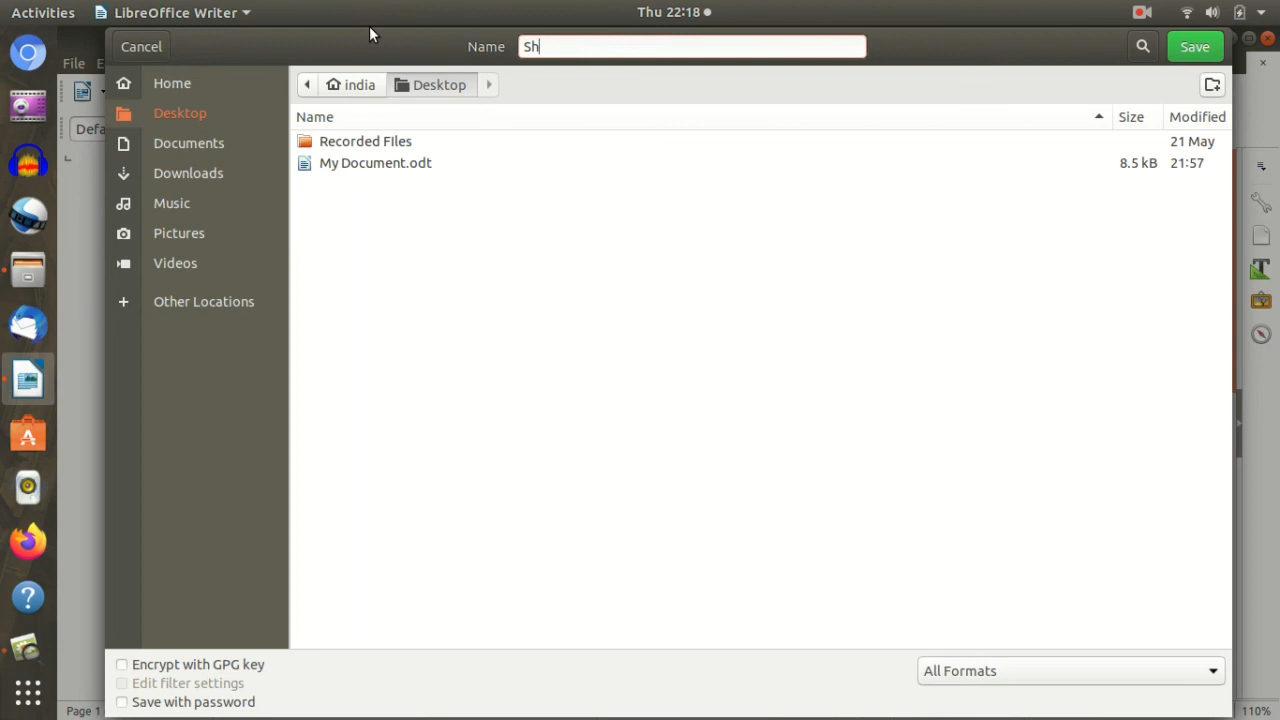 Activities LibreOffice Writer Thu 22:18
Cancel Name Sh Save
File E
india Desktop
Defa
Home
Desktop
Documents
Downloads
Music
Pictures
Videos
Other Locations
Name Size Modified
Recorded FIles 21 May
My Document.odt 8.5 kB 21:57
Encrypt with GPG key
Edit filter settings
Save with password
All Formats
Page 1 110%